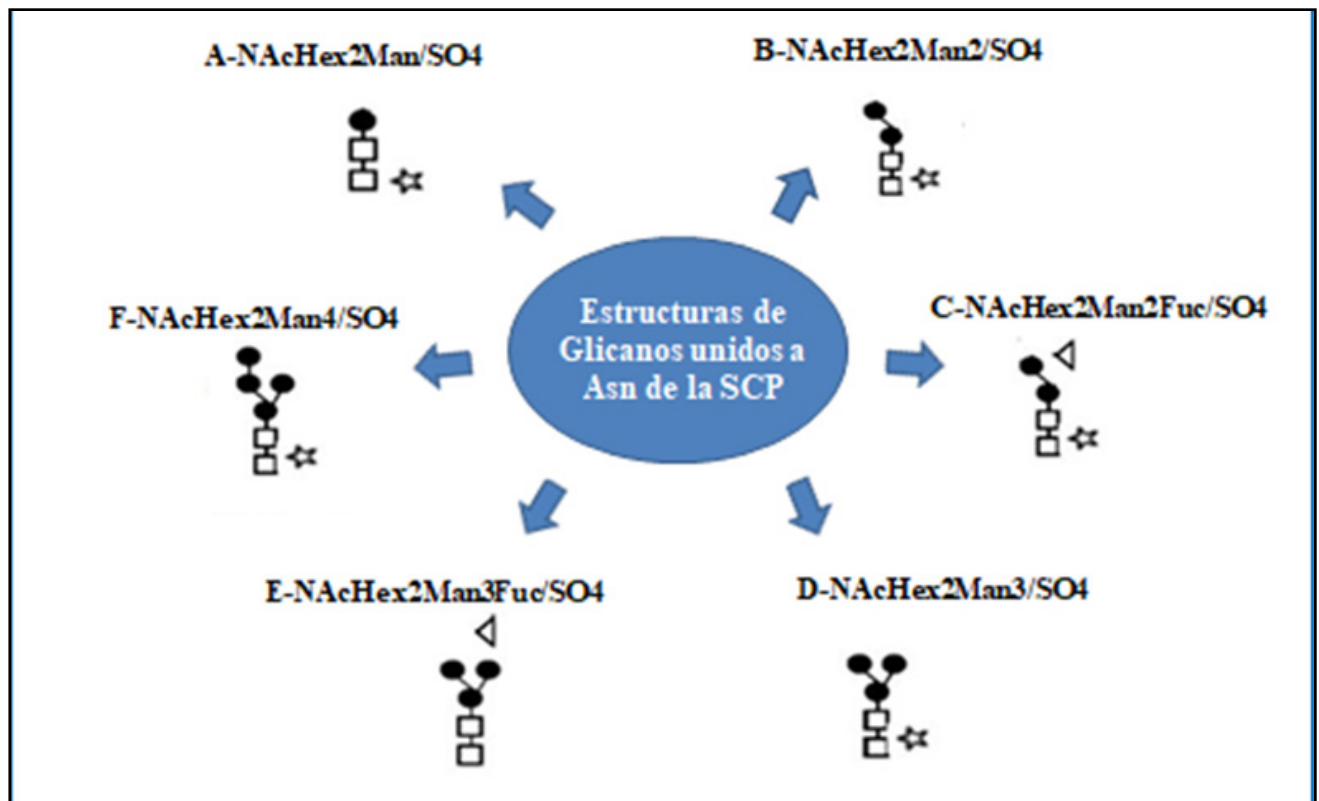 A-NAcHex2Man/SO4
B-NAcHex2Man2/SO4
F-NAcHex2Man4/SO4
Estructuras de
Glicanos unidos a
Asn de la SCP
C-NAcHex2Man2Fuc/SO4
E-NAcHex2Man3Fuc/SO4
D-NAcHex2Man3/SO4